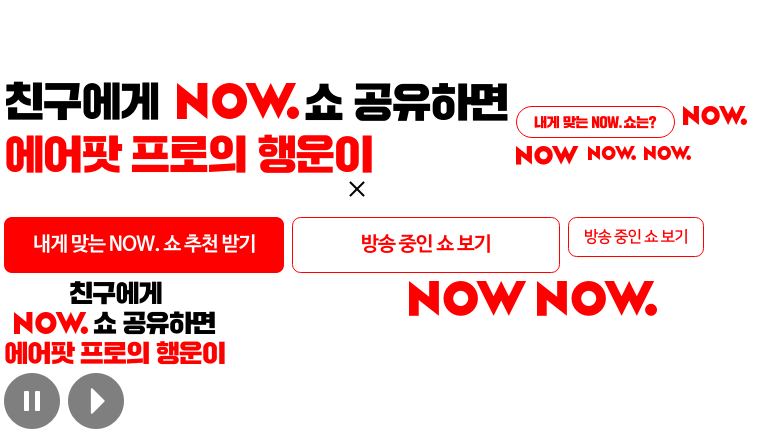 친구에게 NOW. 쇼 공유하면
에어팟 프로의 행운이
내게 맞는 NOW. 쇼는?
NOW.
NOW NOW. NOW.
내게 맞는 NOW. 쇼 추천 받기
방송 중인 쇼 보기
방송 중인 쇼 보기
친구에게
NOW. 쇼 공유하면
에어팟 프로의 행운이
NOW NOW.